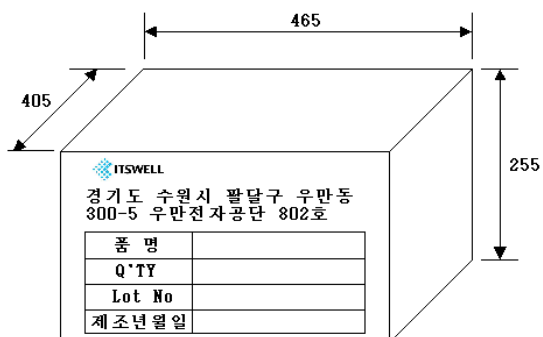 465
405
255
ITSWELL
경기도 수원시 팔달구 우만동
300-5 우만전자공단 802호
품 명
Q'TY
Lot No
제조년월일